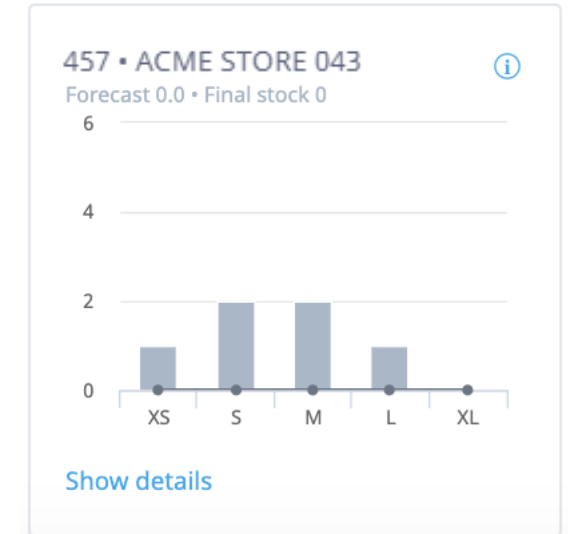 457 • ACME STORE 043
i
Forecast 0.0 • Final stock 0
6
4
2
0
XS S M L XL
Show details